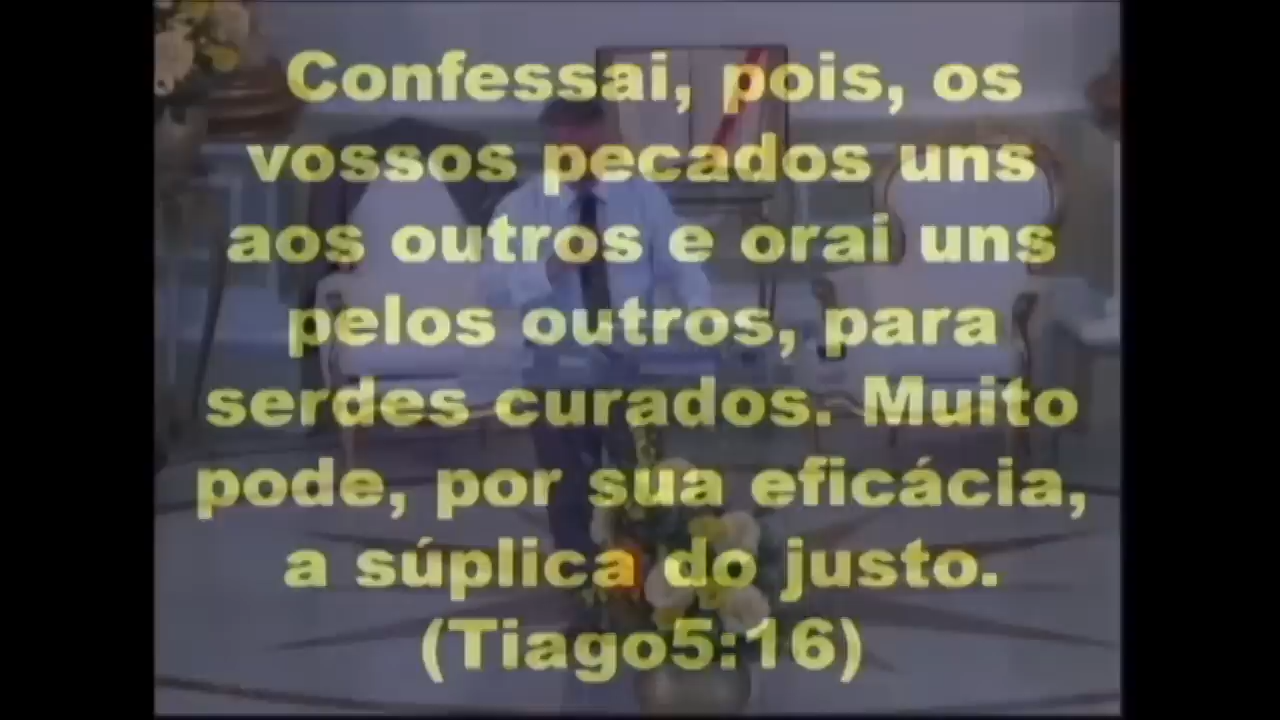 Confessai, pois, os
vossos pecados uns
aos outros e orai uns
pelos outros, para
serdes curados. Muito
pode, por sua eficácia,
a súplica do justo.
(Tiago5:16)